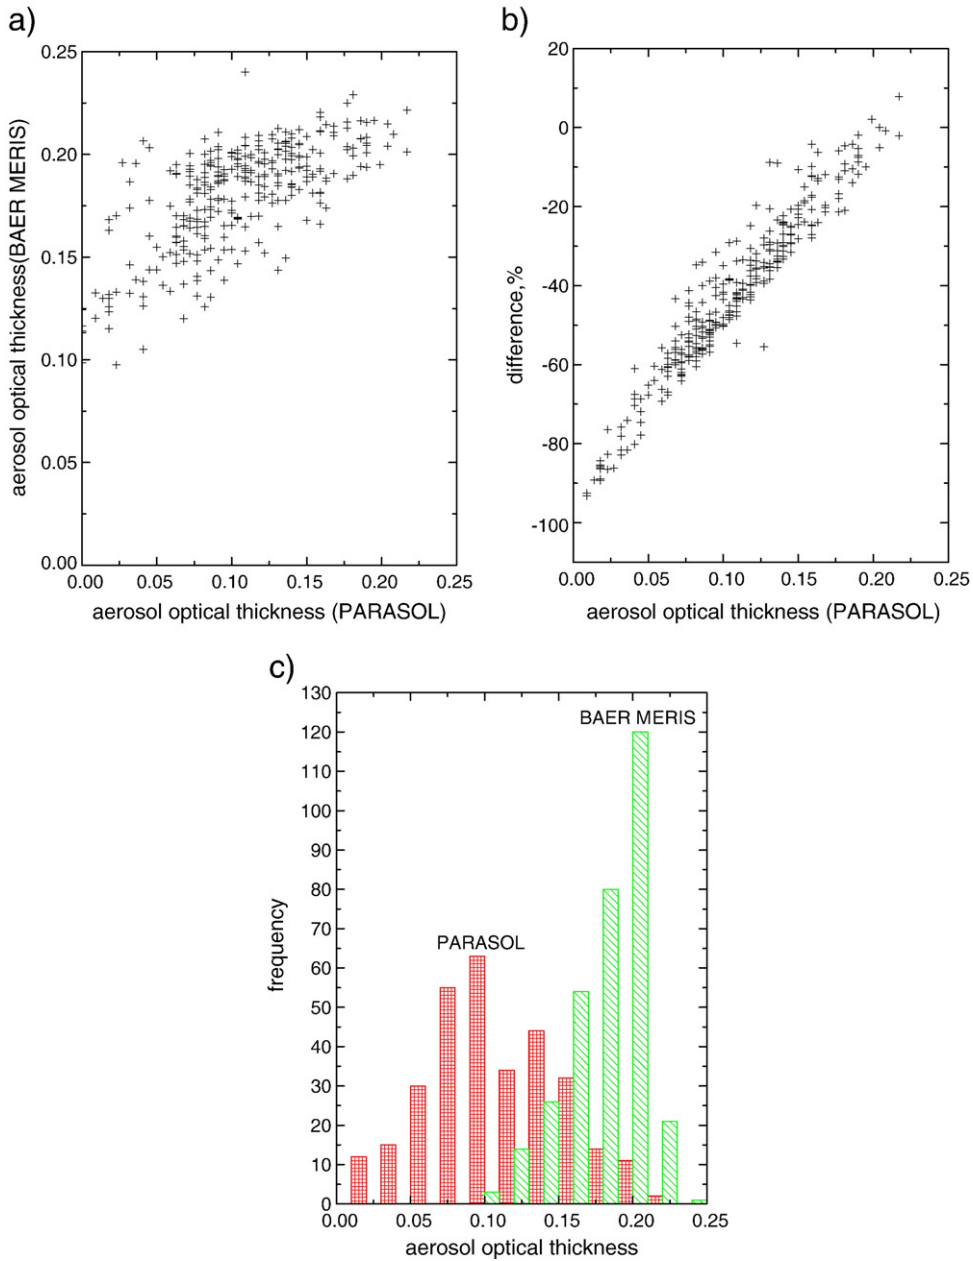 a)
aerosol optical thickness(BAER MERIS)
0.25
0.20
0.15
0.10
0.05
0.00
0.00 0.05 0.10 0.15 0.20 0.25
aerosol optical thickness (PARASOL)
b)
difference,%
20
0
-20
-40
-60
-80
-100
0.00 0.05 0.10 0.15 0.20 0.25
aerosol optical thickness (PARASOL)
c)
frequency
130
120
110
100
90
80
70
60
50
40
30
20
10
0
BAER MERIS
PARASOL
0.00 0.05 0.10 0.15 0.20 0.25
aerosol optical thickness